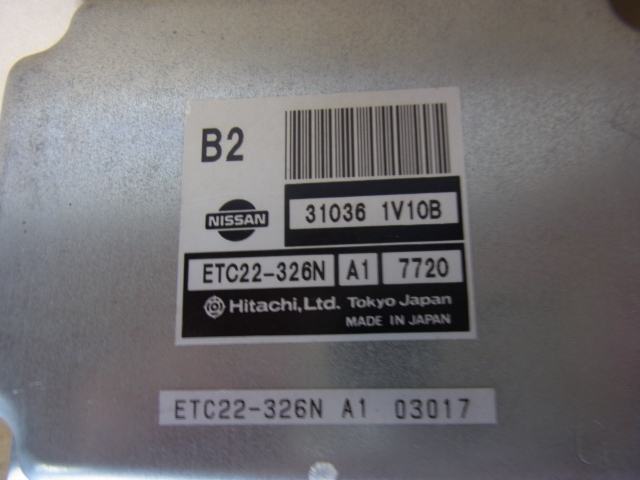 B2
NISSAN
31036 1V10B
ETC22-326N A1 7720
Hitachi,Ltd. Tokyo Japan
MADE IN JAPAN
ETC22-326N A1 03017